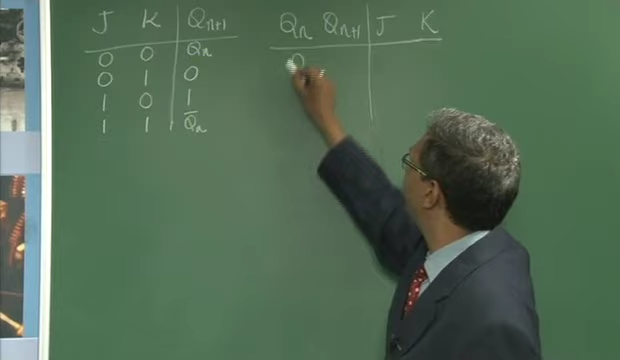 J K Qn+1
0 0 Qn
0 1 0
1 0 1
1 1 Q̅n
Qn Qn+1 J K
0